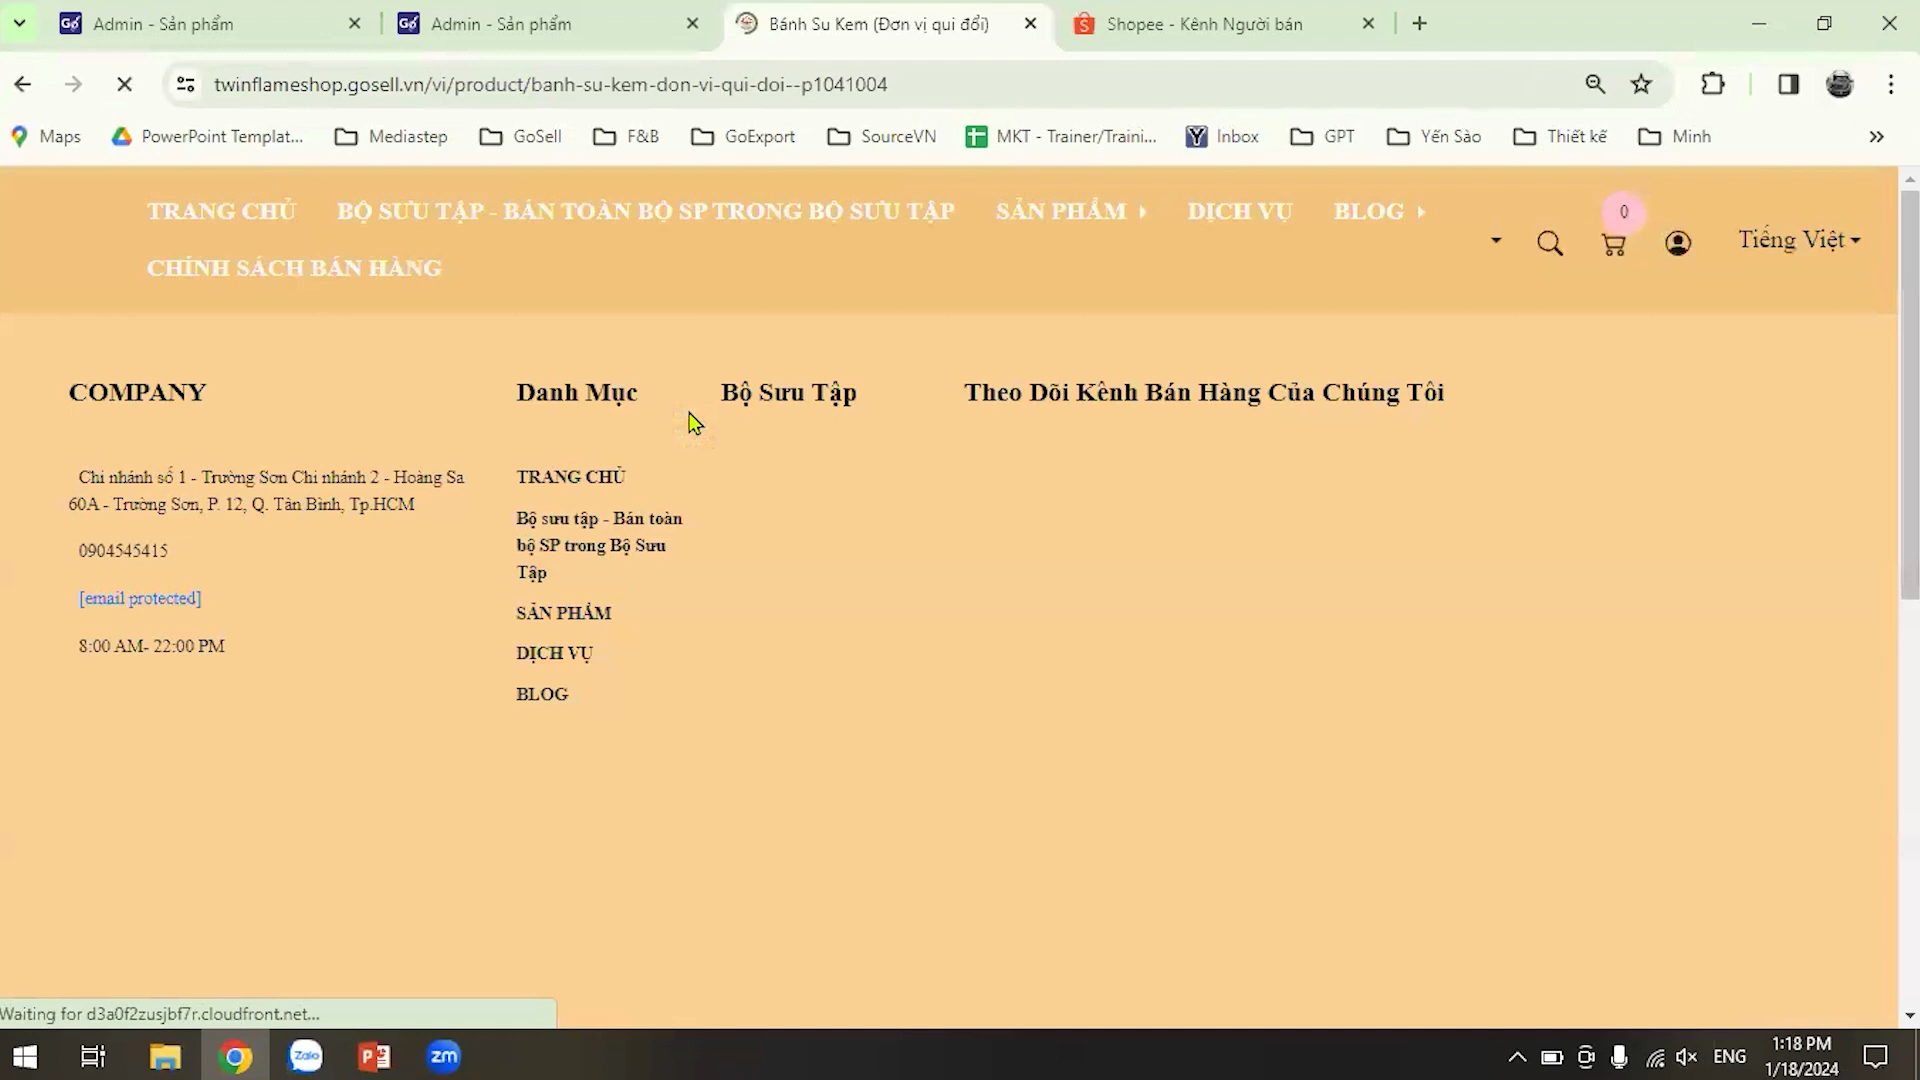 Admin - Sản phẩm
Admin - Sản phẩm
Bánh Su Kem (Đơn vị qui đổi)
Shopee - Kênh Người bán
twinflameshop.gosell.vn/vi/product/banh-su-kem-don-vi-qui-doi--p1041004
Maps
PowerPoint Templat...
Mediastep
GoSell
F&B
GoExport
SourceVN
MKT - Trainer/Traini...
Inbox
GPT
Yến Sào
Thiết kế
Minh
TRANG CHỦ
BỘ SƯU TẬP - BÁN TOÀN BỘ SP TRONG BỘ SƯU TẬP
SẢN PHẨM
DỊCH VỤ
BLOG
0
Tiếng Việt
CHÍNH SÁCH BÁN HÀNG
COMPANY
Chi nhánh số 1 - Trường Sơn Chi nhánh 2 - Hoàng Sa
60A - Trường Sơn, P. 12, Q. Tân Bình, Tp.HCM
0904545415
[email protected]
8:00 AM- 22:00 PM
Danh Mục
TRANG CHỦ
Bộ sưu tập - Bán toàn
bộ SP trong Bộ Sưu
Tập
SẢN PHẨM
DỊCH VỤ
BLOG
Bộ Sưu Tập
Theo Dõi Kênh Bán Hàng Của Chúng Tôi
Waiting for d3a0f2zusjbf7r.cloudfront.net...
Zalo
zm
ENG
1:18 PM
1/18/2024